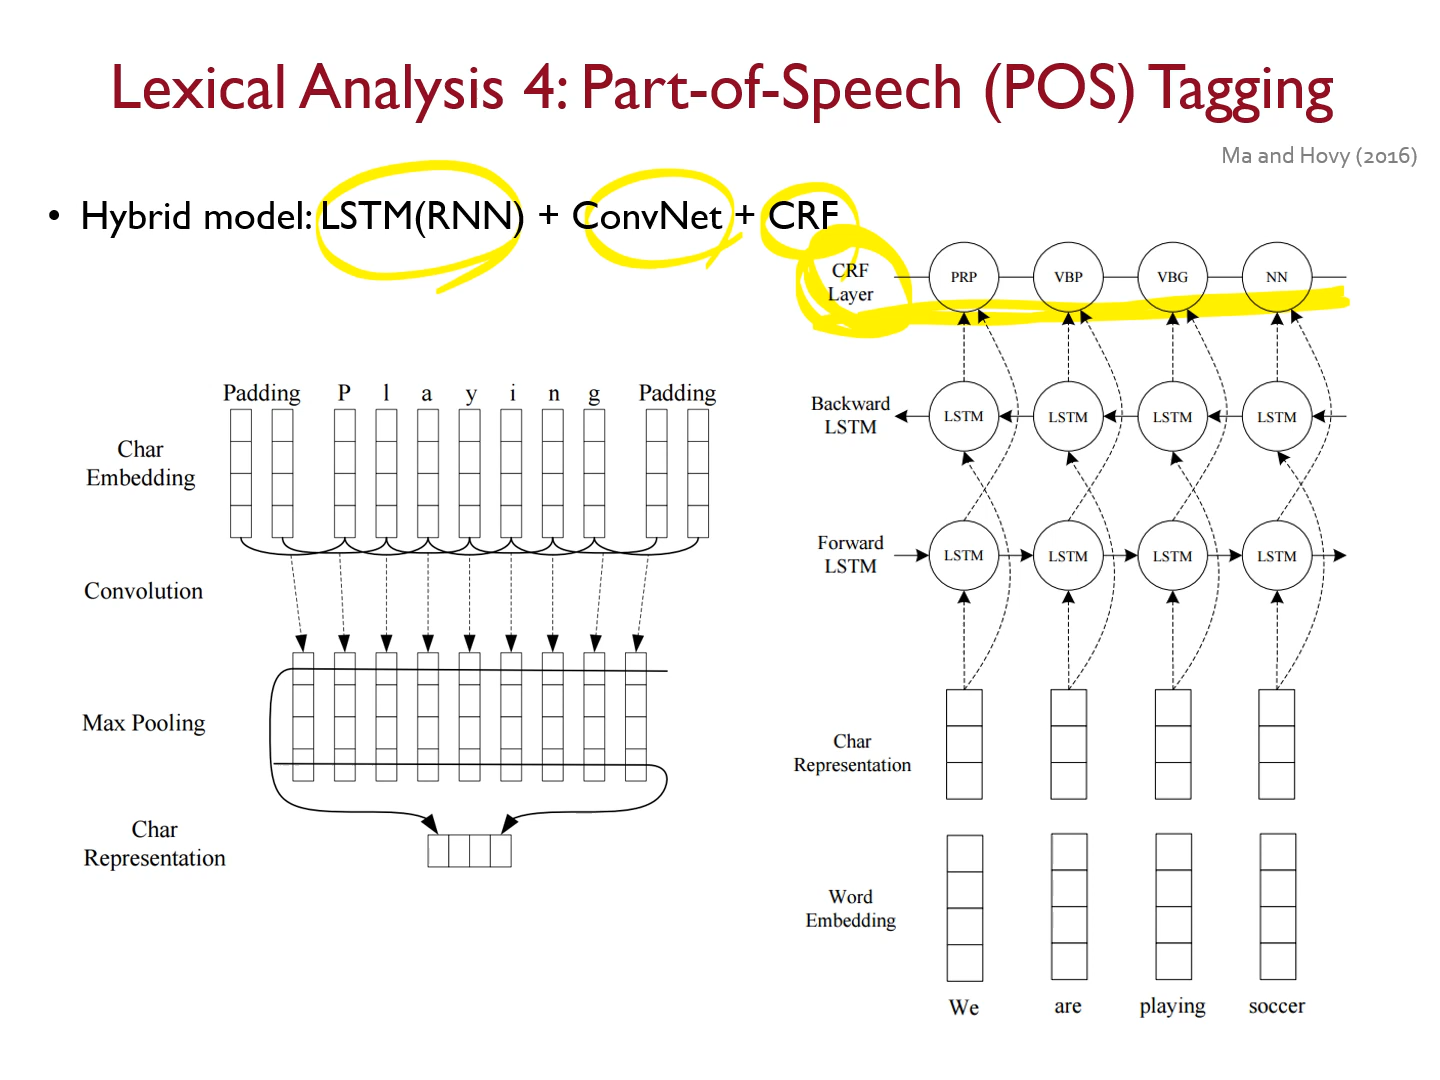 Lexical Analysis 4: Part-of-Speech (POS) Tagging
Ma and Hovy (2016)
• Hybrid model: LSTM(RNN) + ConvNet + CRF
Padding P l a y i n g Padding
Char
Embedding
Convolution
Max Pooling
Char
Representation
CRF
Layer
PRP VBP VBG NN
Backward
LSTM
LSTM LSTM LSTM LSTM
Forward
LSTM
LSTM LSTM LSTM LSTM
Char
Representation
Word
Embedding
We are playing soccer